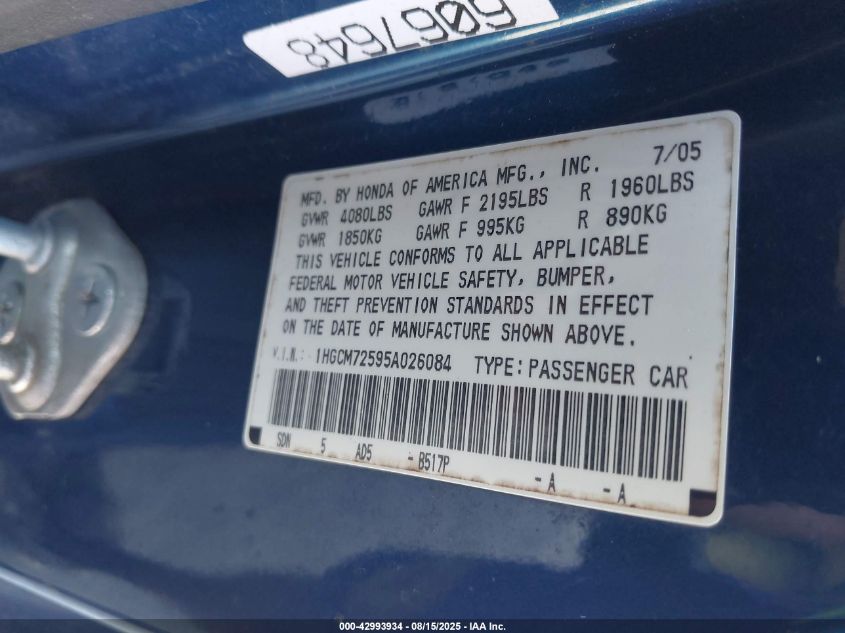 6067648
MFD. BY HONDA OF AMERICA MFG., INC. 7/05
GVWR 4080LBS GAWR F 2195LBS R 1960LBS
GVWR 1850KG GAWR F 995KG R 890KG
THIS VEHICLE CONFORMS TO ALL APPLICABLE
FEDERAL MOTOR VEHICLE SAFETY, BUMPER,
AND THEFT PREVENTION STANDARDS IN EFFECT
ON THE DATE OF MANUFACTURE SHOWN ABOVE.
V.I.N.: 1HGCM72595A026084 TYPE: PASSENGER CAR
SDN 5 AD5 - B517P - A - A
000-42993934 - 08/15/2025 - IAA Inc.